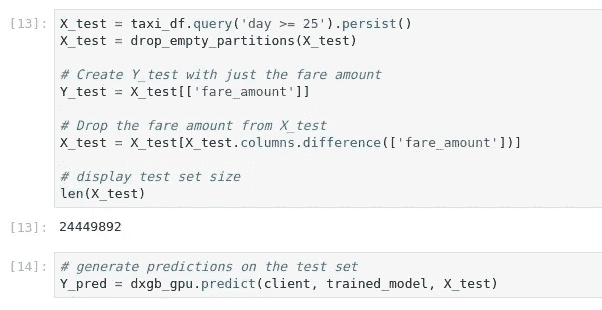 [13]: X_test = taxi_df.query('day >= 25').persist()
X_test = drop_empty_partitions(X_test)
# Create Y_test with just the fare amount
Y_test = X_test[['fare_amount']]
# Drop the fare amount from X_test
X_test = X_test[X_test.columns.difference(['fare_amount'])]
# display test set size
len(X_test)
[13]: 24449892
[14]: # generate predictions on the test set
Y_pred = dxgb_gpu.predict(client, trained_model, X_test)